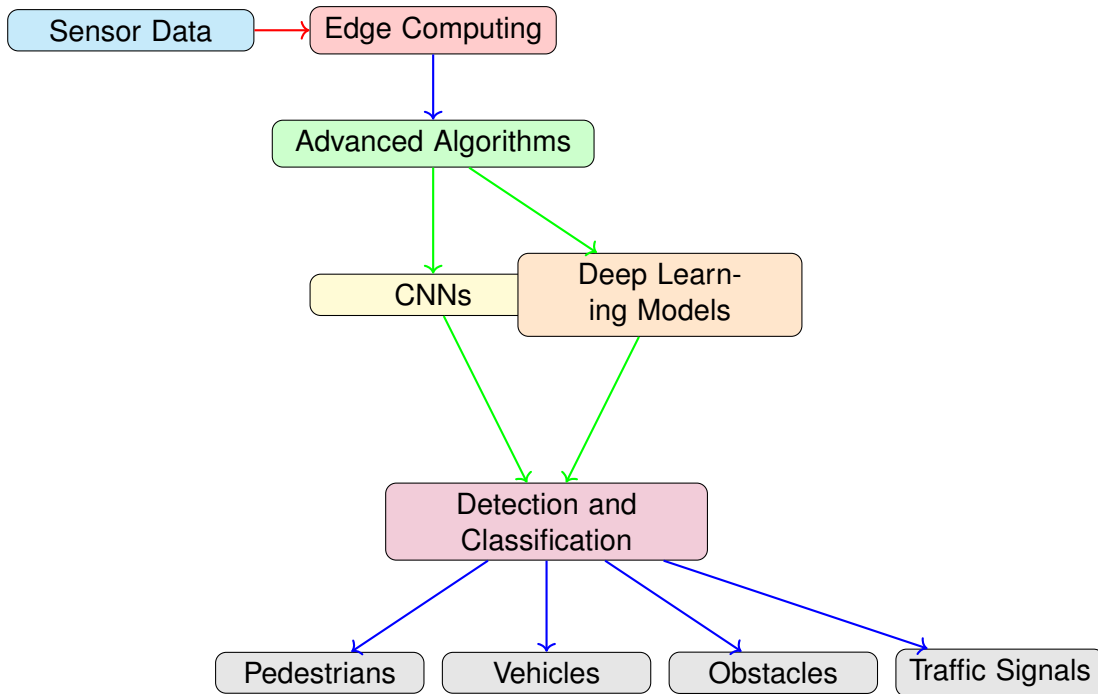 Sensor Data
Edge Computing
Advanced Algorithms
CNNs
Deep Learn-
ing Models
Detection and
Classification
Pedestrians
Vehicles
Obstacles
Traffic Signals